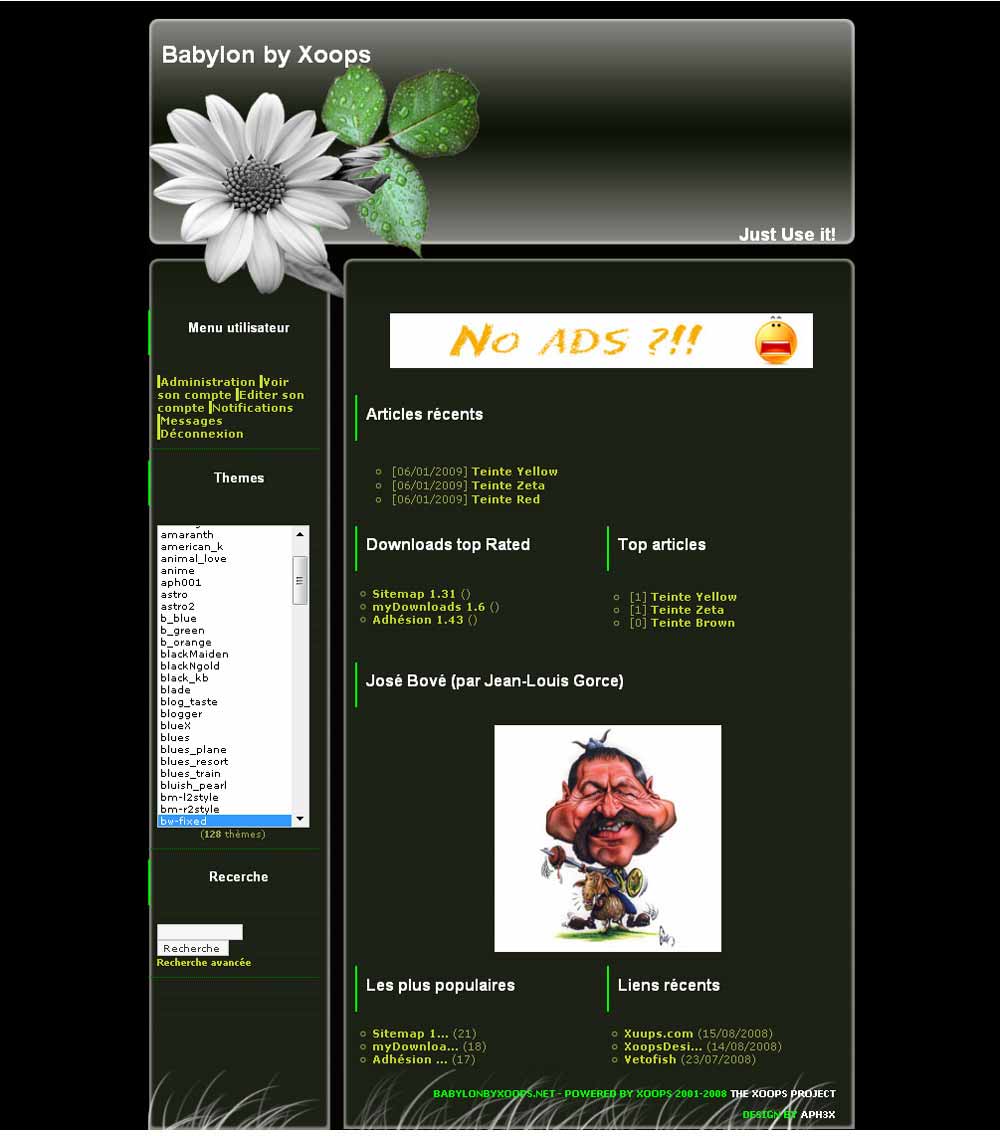 Babylon by Xoops
Just Use it!
Menu utilisateur
Administration Voir
son compte Editer son
compte Notifications
Messages
Déconnexion
Themes
amaranth
american_k
animal_love
anime
aph001
astro
astro2
b_blue
b_green
b_orange
blackMaiden
blackNgold
black_kb
blade
blog_taste
blogger
blueX
blues
blues_plane
blues_resort
blues_train
bluish_pearl
bm-l2style
bm-r2style
bw-fixed
(128 thèmes)
Recerche
Recherche
Recherche avancée
No ADS ?!!
Articles récents
[06/01/2009] Teinte Yellow
[06/01/2009] Teinte Zeta
[06/01/2009] Teinte Red
Downloads top Rated
Sitemap 1.31 ()
myDownloads 1.6 ()
Adhésion 1.43 ()
Top articles
[1] Teinte Yellow
[1] Teinte Zeta
[0] Teinte Brown
José Bové (par Jean-Louis Gorce)
Les plus populaires
Sitemap 1... (21)
myDownloa... (18)
Adhésion ... (17)
Liens récents
Xuups.com (15/08/2008)
XoopsDesi... (14/08/2008)
Vetofish (23/07/2008)
BABYLONBYXOOPS.NET - POWERED BY XOOPS 2001-2008 THE XOOPS PROJECT
DESIGN BY APH3X